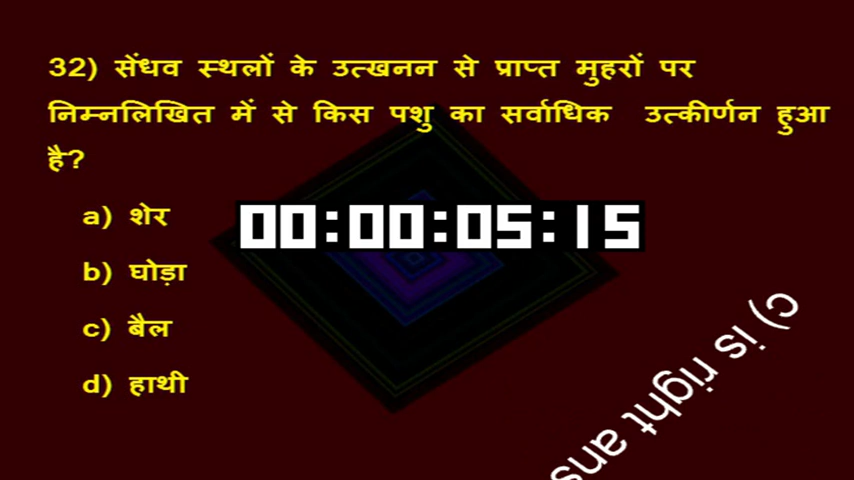 32) सेंधव स्थलों के उत्खनन से प्राप्त मुहरों पर
निम्नलिखित में से किस पशु का सर्वाधिक उत्कीर्णन हुआ
है?
a) शेर
00:00:05:15
b) घोड़ा
c) बैल
d) हाथी
c) is right ans